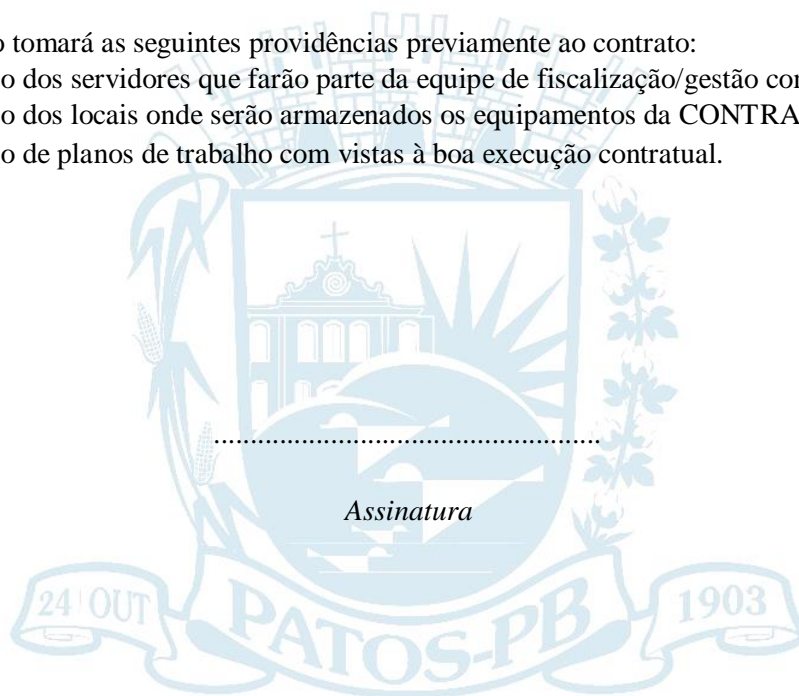 o tomará as seguintes providências previamente ao contrato:
o dos servidores que farão parte da equipe de fiscalização/gestão con
o dos locais onde serão armazenados os equipamentos da CONTRA
o de planos de trabalho com vistas à boa execução contratual.
.....................................................
Assinatura
24 OUT PATOS-PB 1903